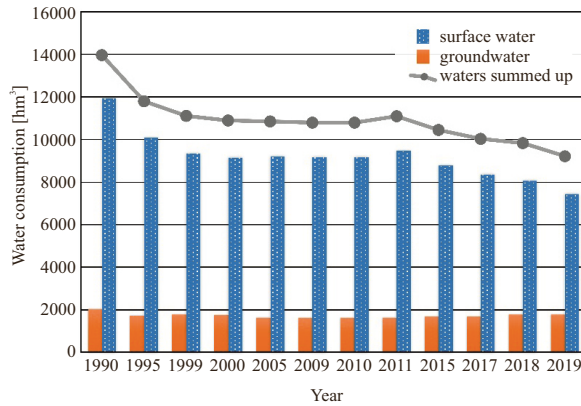 16000
14000
12000
10000
8000
6000
4000
2000
0
Water consumption [hm³]
surface water
groundwater
waters summed up
1990 1995 1999 2000 2005 2009 2010 2011 2015 2017 2018 2019
Year